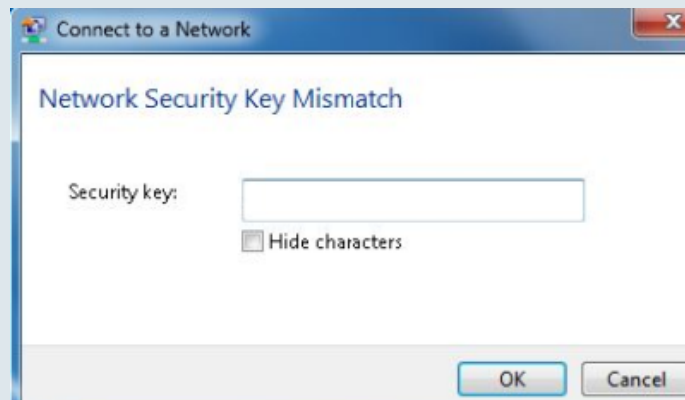 Connect to a Network
Network Security Key Mismatch
Security key:
Hide characters
OK
Cancel